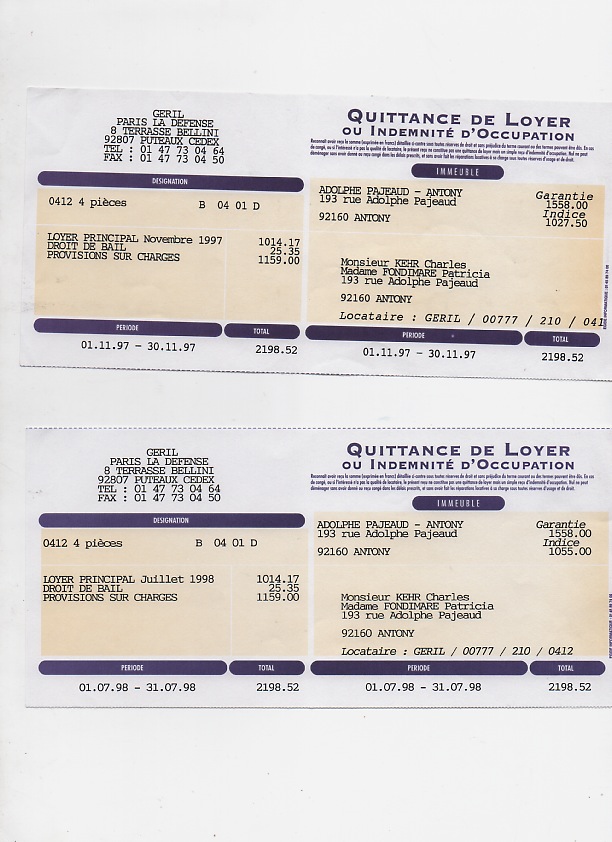 GERIL
PARIS LA DEFENSE
8 TERRASSE BELLINI
92807 PUTEAUX CEDEX
TEL : 01 47 73 04 64
FAX : 01 47 73 04 50
QUITTANCE DE LOYER
OU INDEMNITÉ D'OCCUPATION
IMMEUBLE
DESIGNATION
0412 4 pièces B 04 01 D
ADOLPHE PAJEAUD - ANTONY
193 rue Adolphe Pajeaud
92160 ANTONY
Garantie
1558.00
Indice
1027.50
LOYER PRINCIPAL Novembre 1997 1014.17
DROIT DE BAIL 25.35
PROVISIONS SUR CHARGES 1159.00
Monsieur KEHR Charles
Madame FONDIMARE Patricia
193 rue Adolphe Pajeaud
92160 ANTONY
Locataire : GERIL / 00777 / 210 / 041
PERIODE TOTAL
01.11.97 - 30.11.97 2198.52
PERIODE TOTAL
01.11.97 - 30.11.97 2198.52
GERIL
PARIS LA DEFENSE
8 TERRASSE BELLINI
92807 PUTEAUX CEDEX
TEL : 01 47 73 04 64
FAX : 01 47 73 04 50
QUITTANCE DE LOYER
OU INDEMNITÉ D'OCCUPATION
IMMEUBLE
DESIGNATION
0412 4 pièces B 04 01 D
ADOLPHE PAJEAUD - ANTONY
193 rue Adolphe Pajeaud
92160 ANTONY
Garantie
1558.00
Indice
1055.00
LOYER PRINCIPAL Juillet 1998 1014.17
DROIT DE BAIL 25.35
PROVISIONS SUR CHARGES 1159.00
Monsieur KEHR Charles
Madame FONDIMARE Patricia
193 rue Adolphe Pajeaud
92160 ANTONY
Locataire : GERIL / 00777 / 210 / 0412
PERIODE TOTAL
01.07.98 - 31.07.98 2198.52
PERIODE TOTAL
01.07.98 - 31.07.98 2198.52